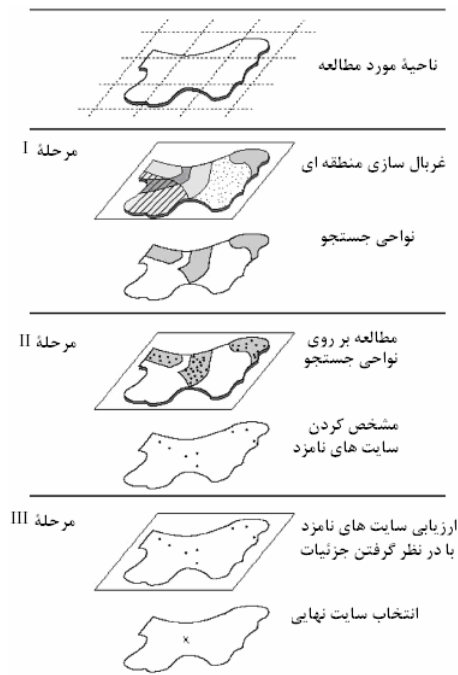 ناحیهٔ مورد مطالعه
مرحلهٔ I
غربال سازی منطقه ای
نواحی جستجو
مرحلهٔ II
مطالعه بر روی
نواحی جستجو
مشخص کردن
سایت های نامزد
مرحلهٔ III
ارزیابی سایت های نامزد
با در نظر گرفتن جزئیات
انتخاب سایت نهایی